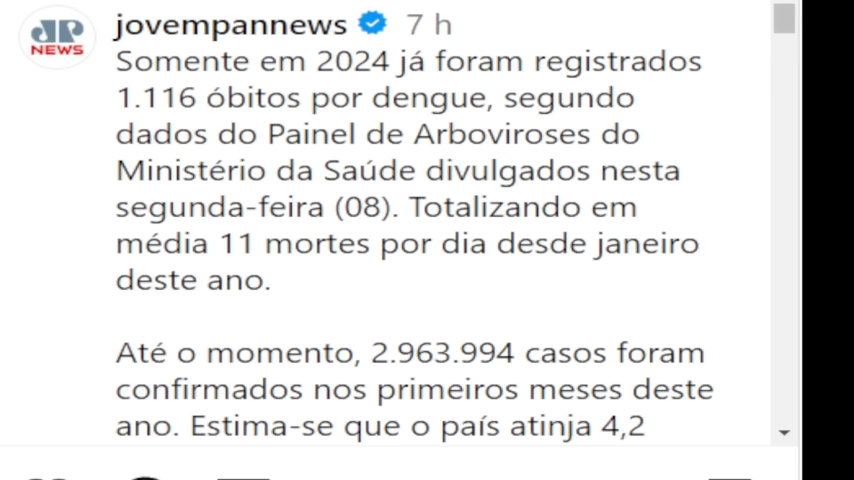 JP
NEWS
jovempannews 7 h
Somente em 2024 já foram registrados
1.116 óbitos por dengue, segundo
dados do Painel de Arboviroses do
Ministério da Saúde divulgados nesta
segunda-feira (08). Totalizando em
média 11 mortes por dia desde janeiro
deste ano.
Até o momento, 2.963.994 casos foram
confirmados nos primeiros meses deste
ano. Estima-se que o país atinja 4,2